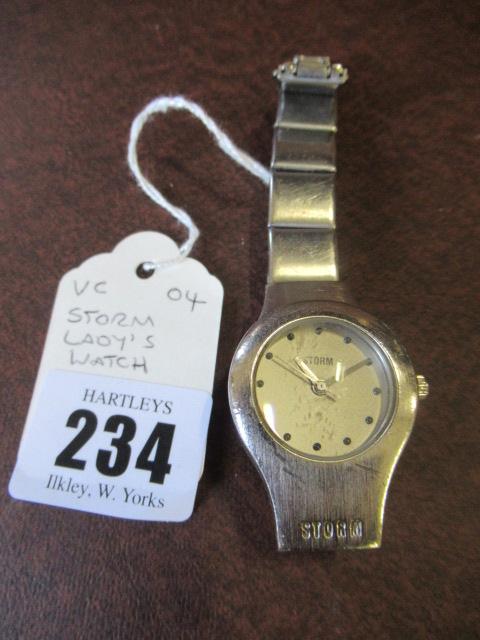 VC 04
STORM
LADY'S
WATCH
HARTLEYS
234
Ilkley, W. Yorks
STORM
STORM